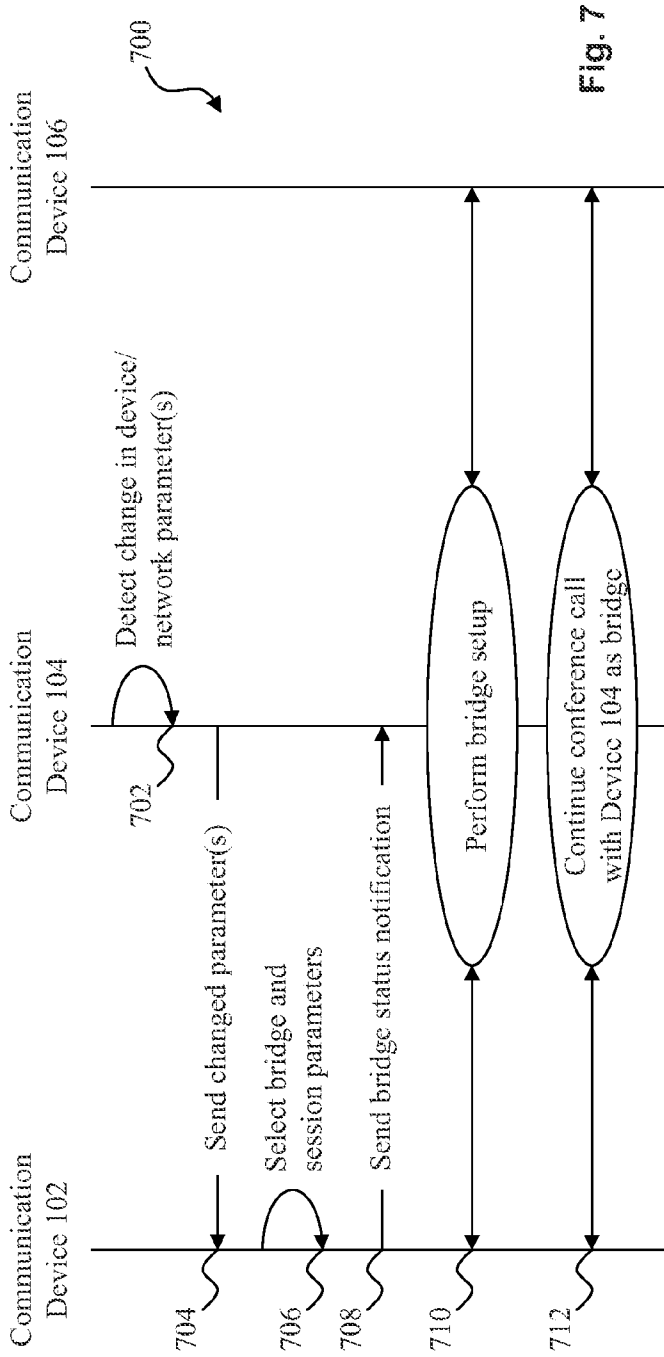 Communication
Device 102
Communication
Device 104
Communication
Device 106
700
Detect change in device/
network parameter(s)
702
704
Send changed parameter(s)
706
Select bridge and
session parameters
708
Send bridge status notification
710
Perform bridge setup
712
Continue conference call
with Device 104 as bridge
Fig. 7